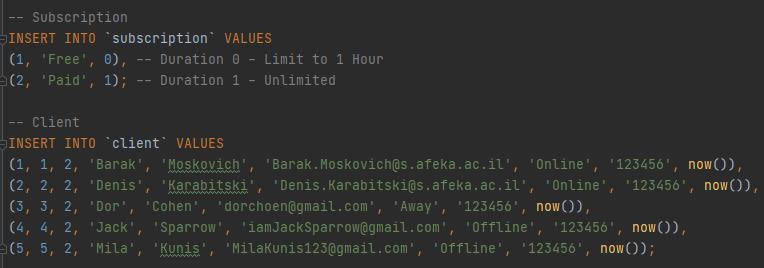 -- Subscription
INSERT INTO `subscription` VALUES
(1, 'Free', 0), -- Duration 0 - Limit to 1 Hour
(2, 'Paid', 1); -- Duration 1 - Unlimited
-- Client
INSERT INTO `client` VALUES
(1, 1, 2, 'Barak', 'Moskovich', 'Barak.Moskovich@s.afeka.ac.il', 'Online', '123456', now()),
(2, 2, 2, 'Denis', 'Karabitski', 'Denis.Karabitski@s.afeka.ac.il', 'Online', '123456', now()),
(3, 3, 2, 'Dor', 'Cohen', 'dorchoen@gmail.com', 'Away', '123456', now()),
(4, 4, 2, 'Jack', 'Sparrow', 'iamJackSparrow@gmail.com', 'Offline', '123456', now()),
(5, 5, 2, 'Mila', 'Kunis', 'MilaKunis123@gmail.com', 'Offline', '123456', now());